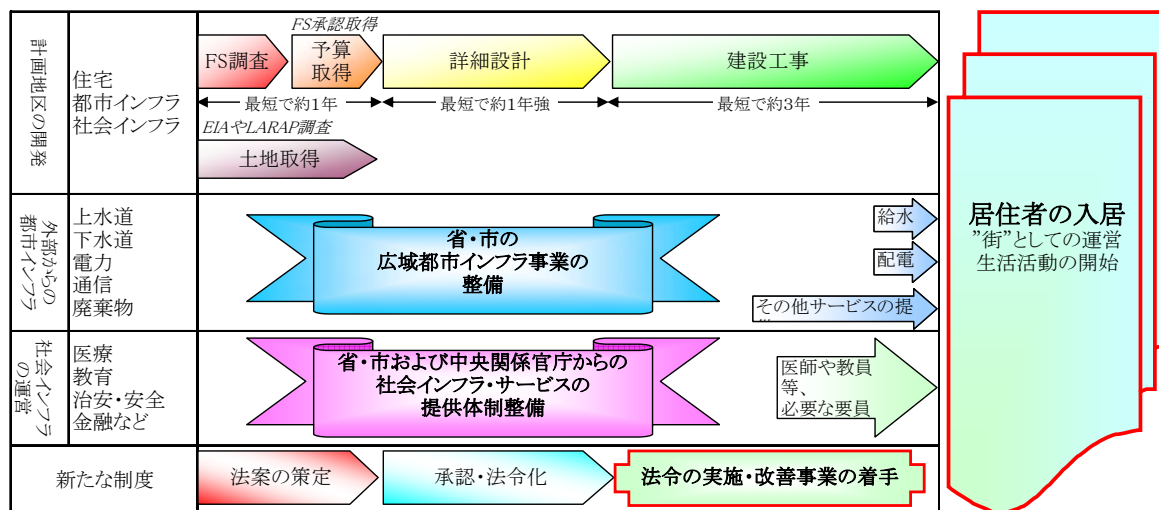 計画地区の開発
住宅
都市インフラ
社会インフラ
FS承認取得
FS調査
予算
取得
詳細設計
建設工事
最短で約1年
最短で約1年強
最短で約3年
EIAやLARAP調査
土地取得
外部からの
都市インフラ
上水道
下水道
電力
通信
廃棄物
省・市の
広域都市インフラ事業の
整備
給水
配電
その他サービスの提
社会インフラ
の運営
医療
教育
治安・安全
金融など
省・市および中央関係官庁からの
社会インフラ・サービスの
提供体制整備
医師や教員
等、
必要な要員
新たな制度
法案の策定
承認・法令化
法令の実施・改善事業の着手
居住者の入居
”街”としての運営
生活活動の開始